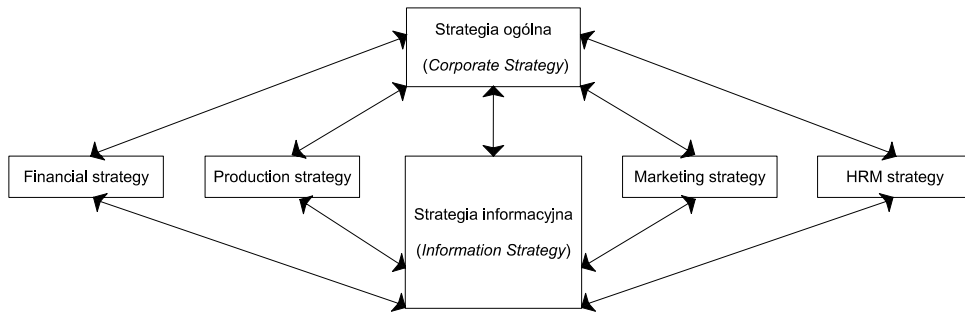 Strategia ogólna
(Corporate Strategy)
Financial strategy
Production strategy
Strategia informacyjna
(Information Strategy)
Marketing strategy
HRM strategy